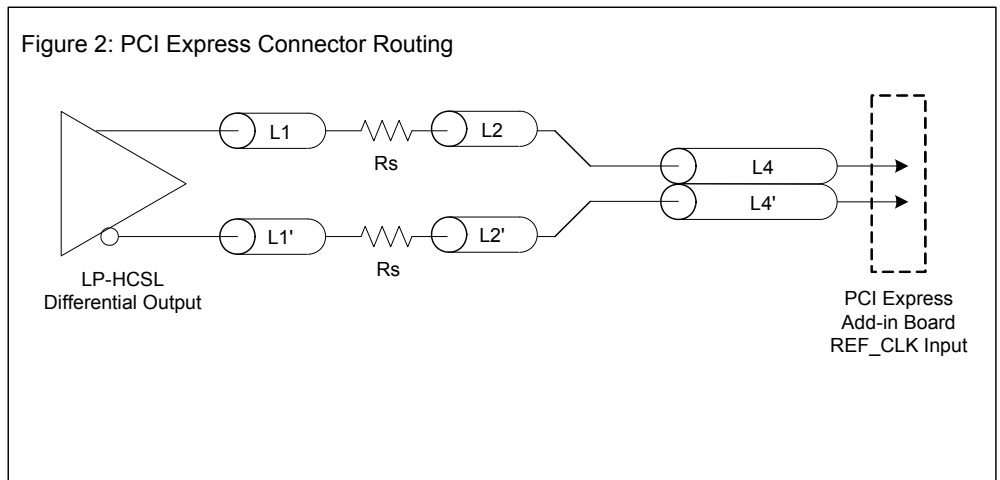 Figure 2: PCI Express Connector Routing
L1
L2
Rs
L4
L4'
L1'
L2'
Rs
LP-HCSL
Differential Output
PCI Express
Add-in Board
REF_CLK Input